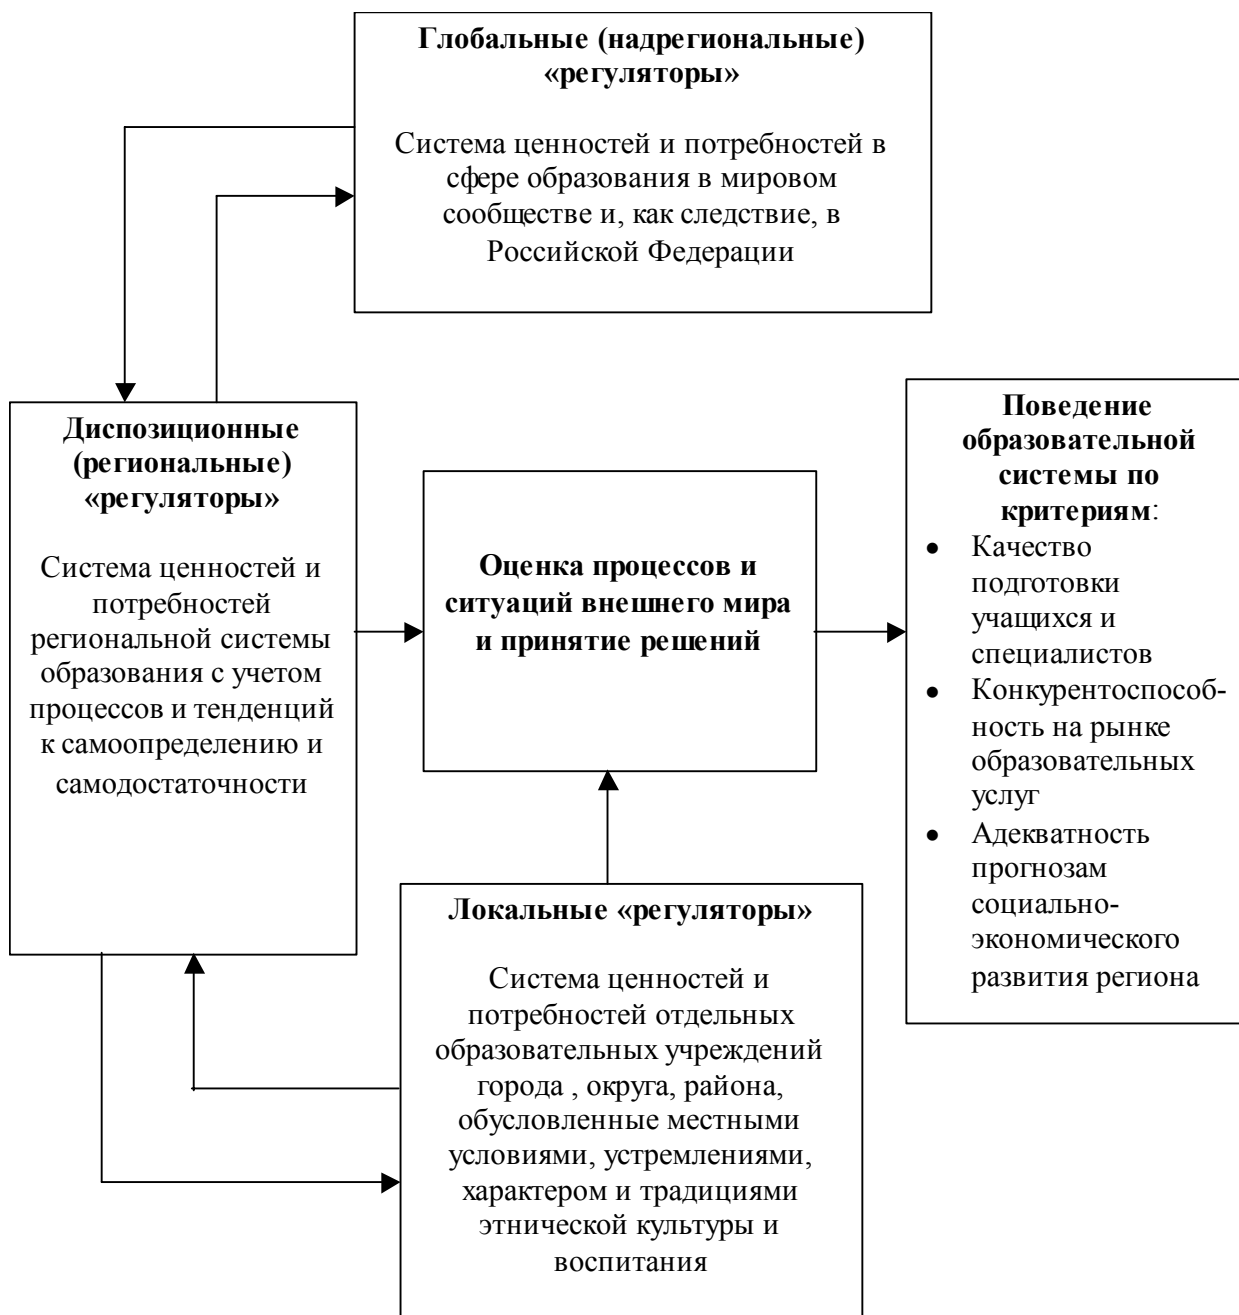 Глобальные (надрегиональные)
«регуляторы»
Система ценностей и потребностей в
сфере образования в мировом
сообществе и, как следствие, в
Российской Федерации
Диспозиционные
(региональные)
«регуляторы»
Система ценностей и
потребностей
региональной системы
образования с учетом
процессов и тенденций
к самоопределению и
самодостаточности
Оценка процессов и
ситуаций внешнего мира
и принятие решений
Поведение
образовательной
системы по
критериям:
• Качество
подготовки
учащихся и
специалистов
• Конкурентоспособ-
ность на рынке
образовательных
услуг
• Адекватность
прогнозам
социально-
экономического
развития региона
Локальные «регуляторы»
Система ценностей и
потребностей отдельных
образовательных учреждений
города , округа, района,
обусловленные местными
условиями, устремлениями,
характером и традициями
этнической культуры и
воспитания